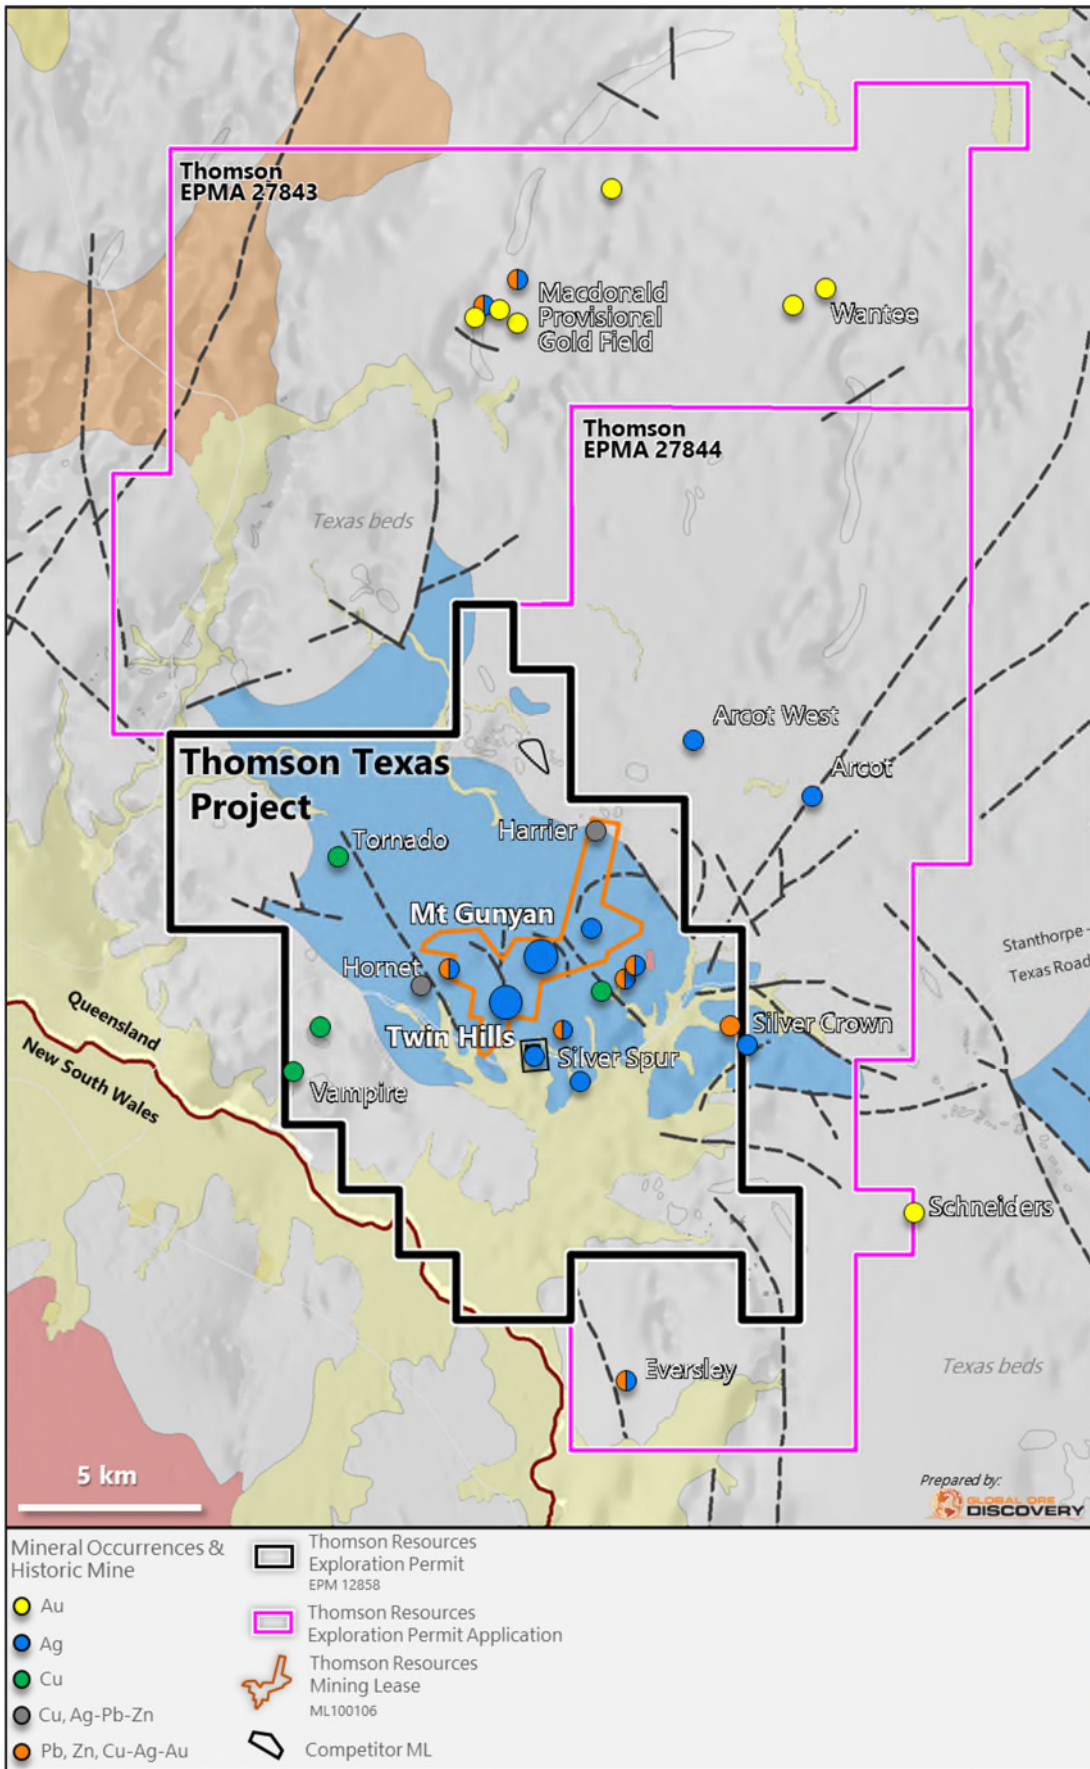 Thomson
EPMA 27843
Macdonald
Provisional
Gold Field
Wantee
Thomson
EPMA 27844
Texas beds
Arcot West
Arcot
Thomson Texas
Project
Tornado
Harrier
Mt Gunyan
Hornet
Stanthorpe -
Texas Road
Queensland
New South Wales
Twin Hills
Silver Spur
Silver Crown
Vampire
Schneiders
Eversley
Texas beds
5 km
Prepared by:
GLOBAL ORE
DISCOVERY
Mineral Occurrences &
Historic Mine
Au
Ag
Cu
Cu, Ag-Pb-Zn
Pb, Zn, Cu-Ag-Au
Thomson Resources
Exploration Permit
EPM 12858
Thomson Resources
Exploration Permit Application
Thomson Resources
Mining Lease
ML100106
Competitor ML